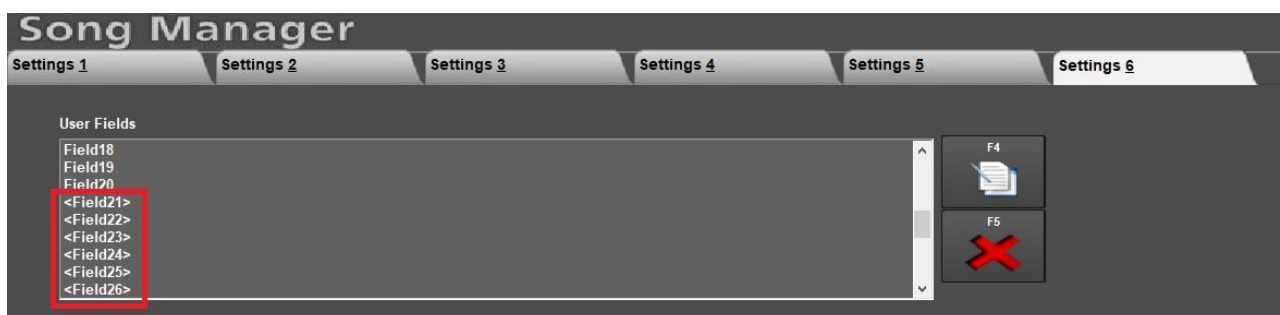 Song Manager
Settings 1 Settings 2 Settings 3 Settings 4 Settings 5 Settings 6
User Fields
Field18
Field19
Field20
<Field21>
<Field22>
<Field23>
<Field24>
<Field25>
<Field26>
F4
F5